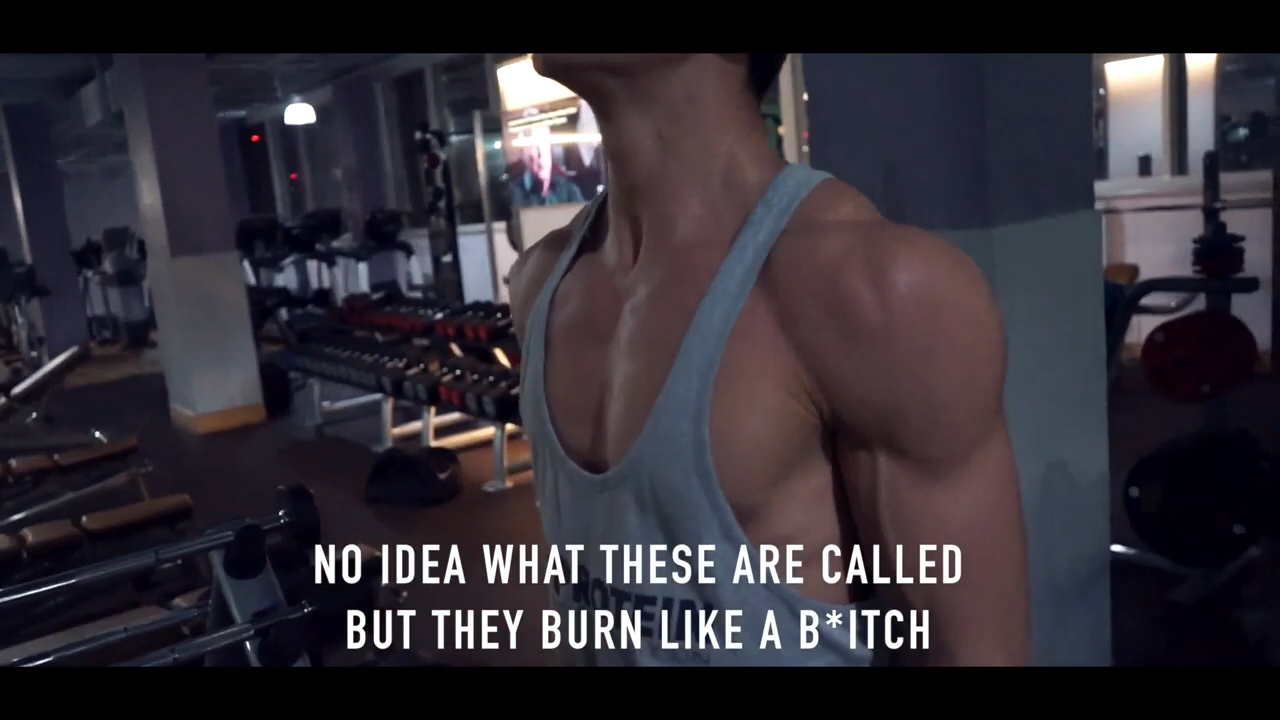 NO IDEA WHAT THESE ARE CALLED
BUT THEY BURN LIKE A B*ITCH